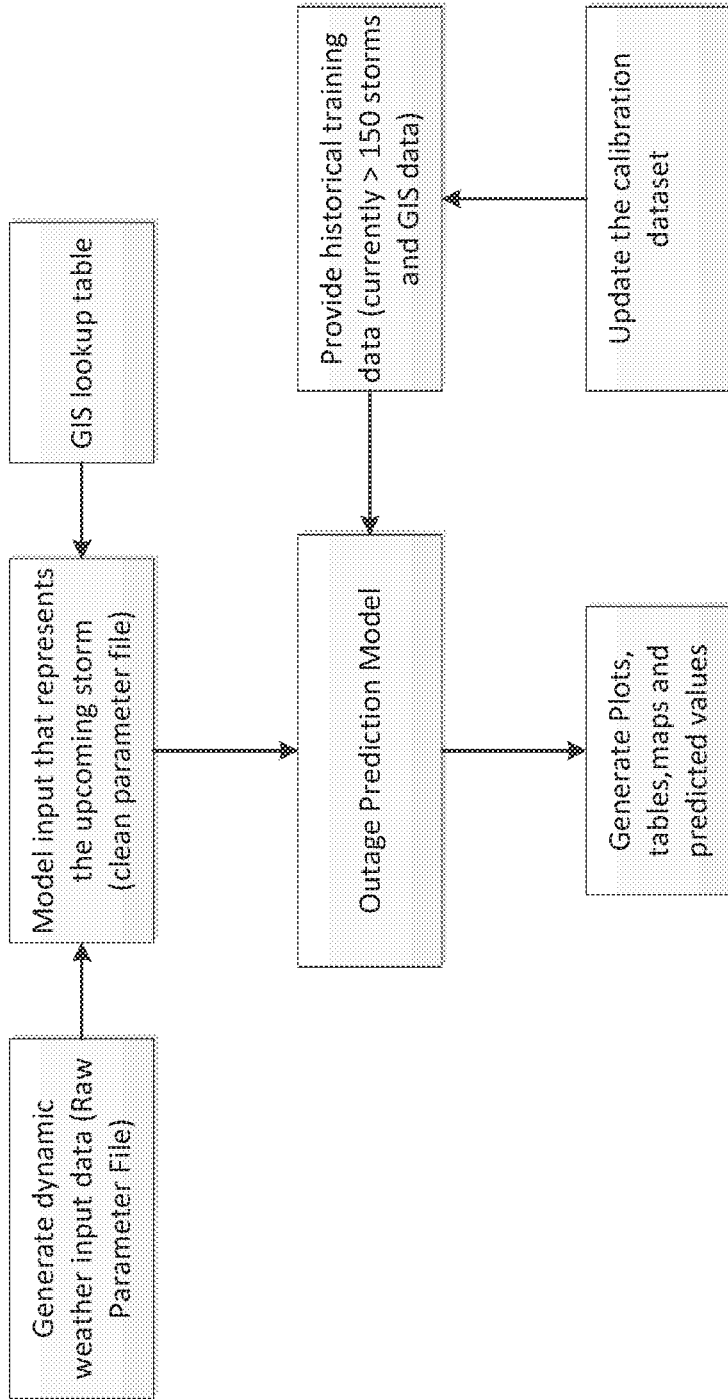 Generate dynamic
weather input data (Raw
Parameter File)
Model input that represents
the upcoming storm
(clean parameter file)
GIS lookup table
Outage Prediction Model
Provide historical training
data (currently > 150 storms
and GIS data)
Generate Plots,
tables,maps and
predicted values
Update the calibration
dataset